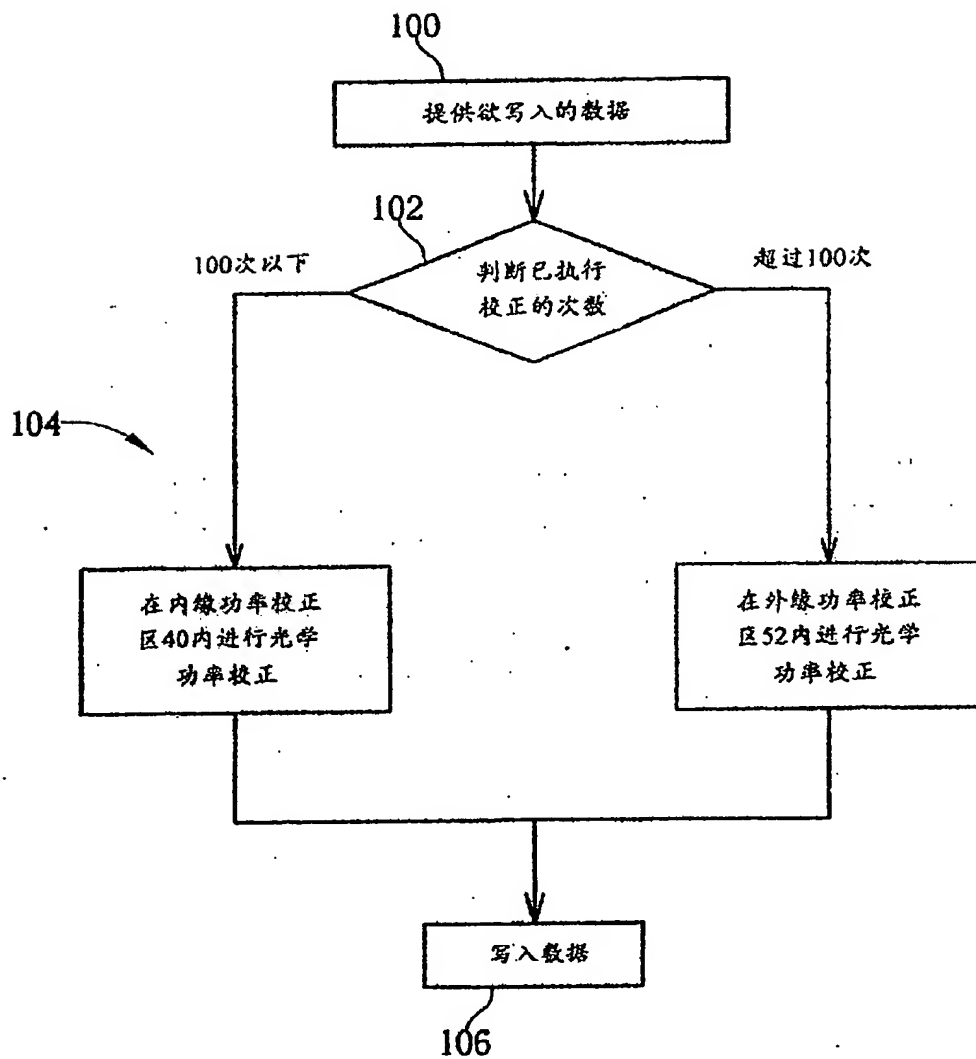 100
提供欲写入的数据
102
100次以下
判断已执行
校正的次数
超过100次
104
在内缘功率校正
区40内进行光学
功率校正
在外缘功率校正
区52内进行光学
功率校正
写入数据
106